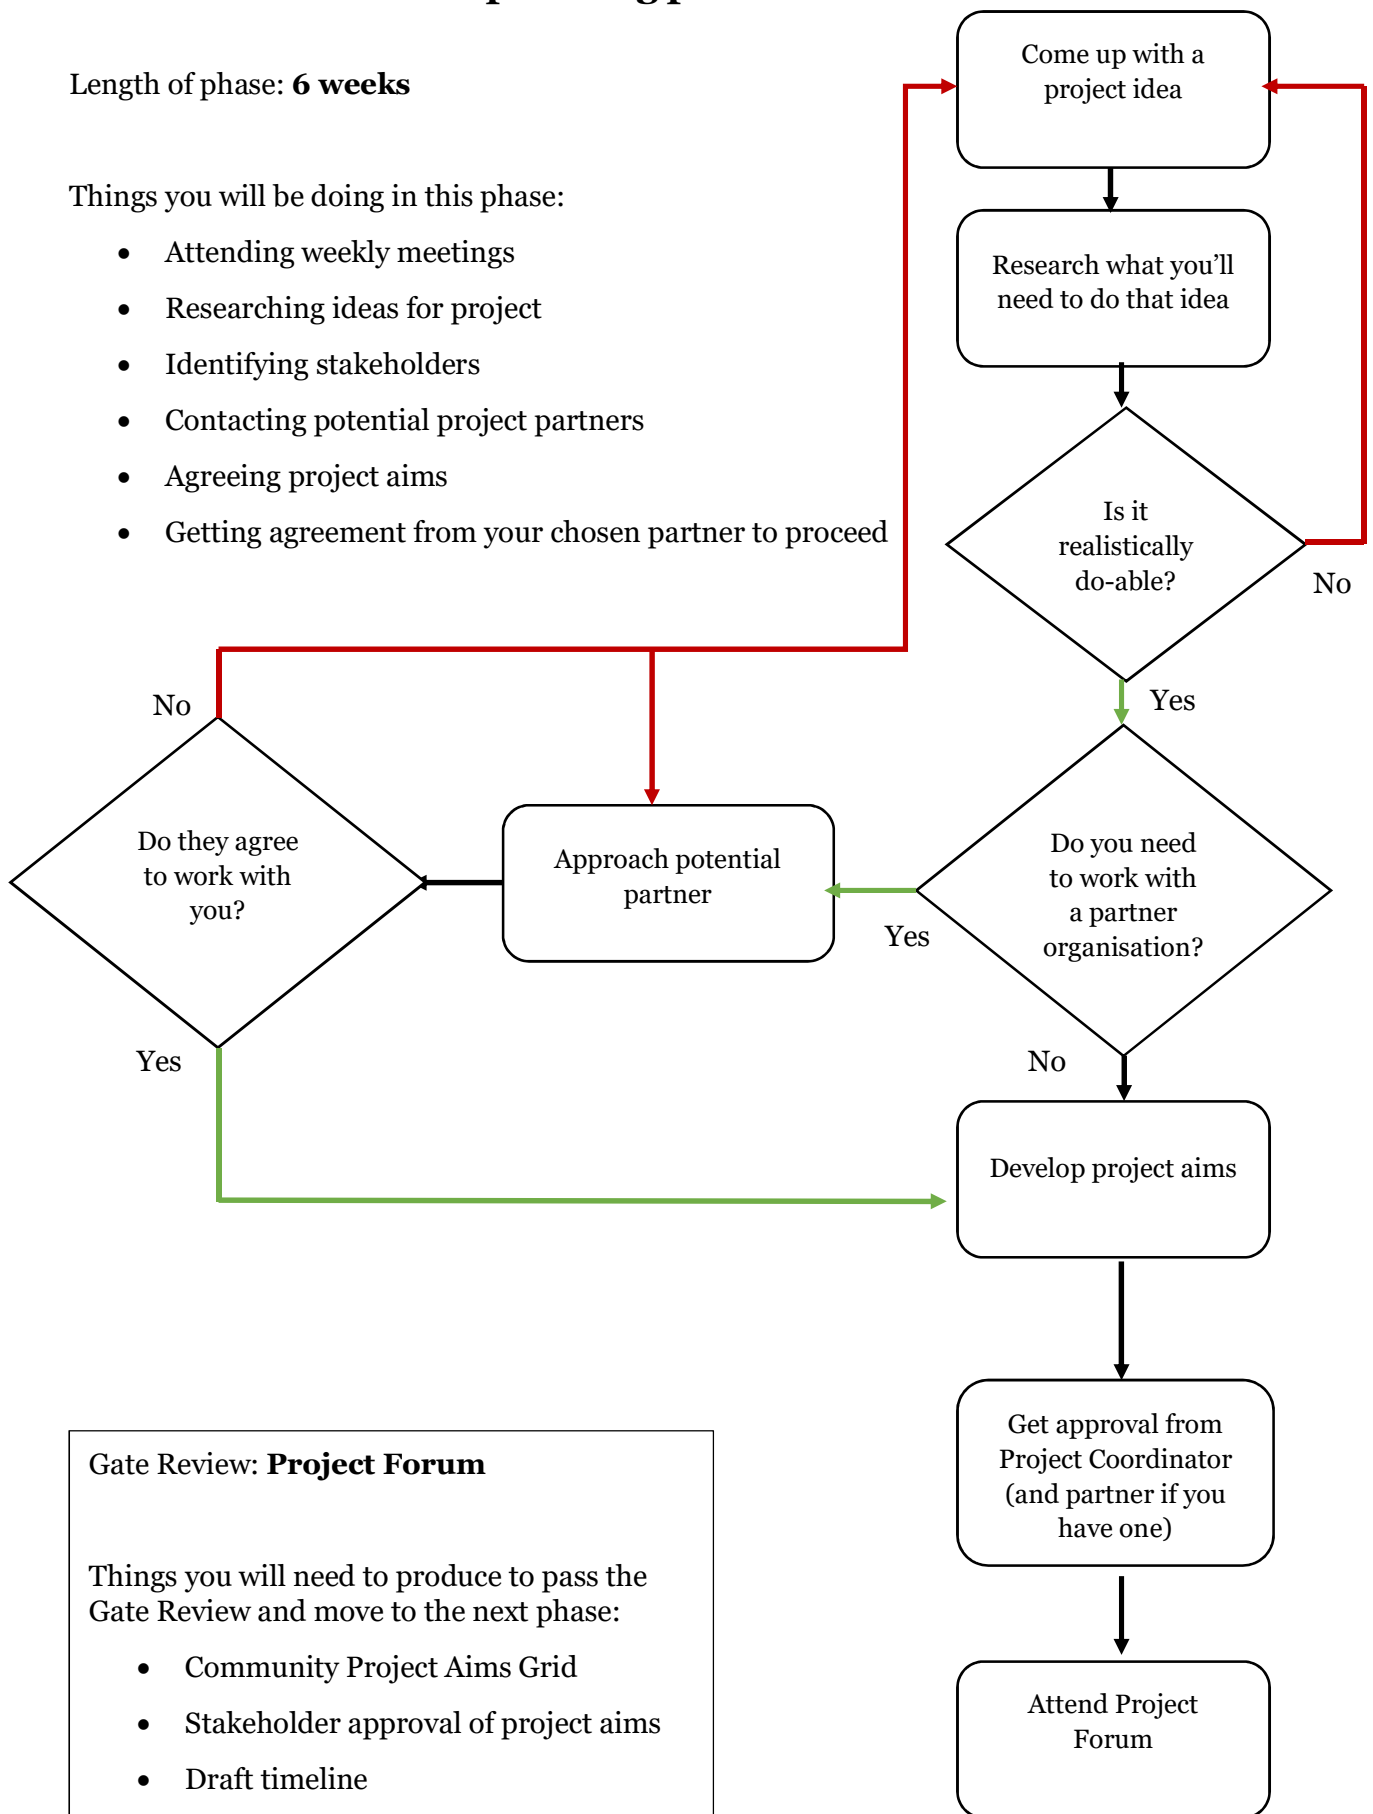 Length of phase: 6 weeks
Things you will be doing in this phase:
• Attending weekly meetings
• Researching ideas for project
• Identifying stakeholders
• Contacting potential project partners
• Agreeing project aims
• Getting agreement from your chosen partner to proceed
Come up with a
project idea
Research what you’ll
need to do that idea
Is it
realistically
do-able?
No
Yes
Do you need
to work with
a partner
organisation?
Yes
No
Approach potential
partner
Do they agree
to work with
you?
No
Yes
Develop project aims
Get approval from
Project Coordinator
(and partner if you
have one)
Attend Project
Forum
Gate Review: Project Forum
Things you will need to produce to pass the
Gate Review and move to the next phase:
• Community Project Aims Grid
• Stakeholder approval of project aims
• Draft timeline